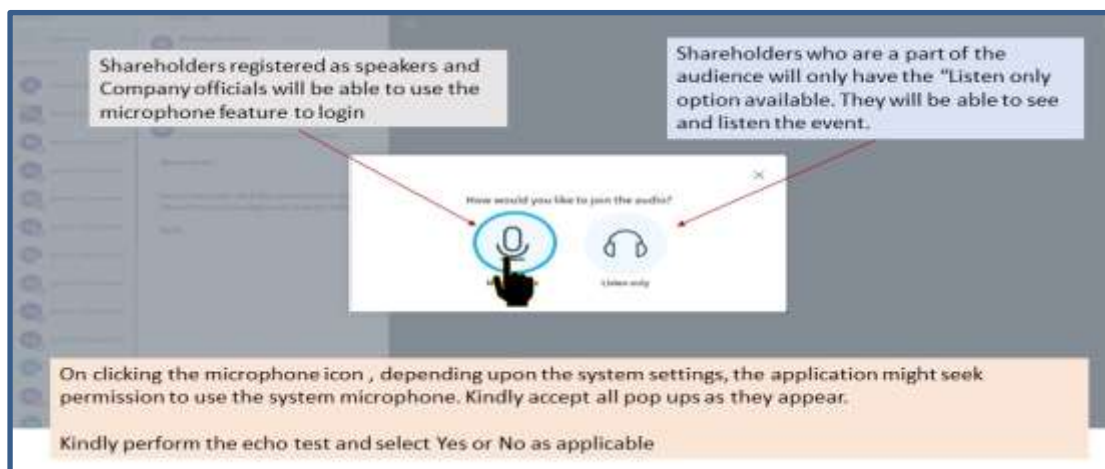 Shareholders registered as speakers and
Company officials will be able to use the
microphone feature to login
Shareholders who are a part of the
audience will only have the “Listen only
option available. They will be able to see
and listen the event.
How would you like to join the audio?
Listen only
On clicking the microphone icon , depending upon the system settings, the application might seek
permission to use the system microphone. Kindly accept all pop ups as they appear.
Kindly perform the echo test and select Yes or No as applicable